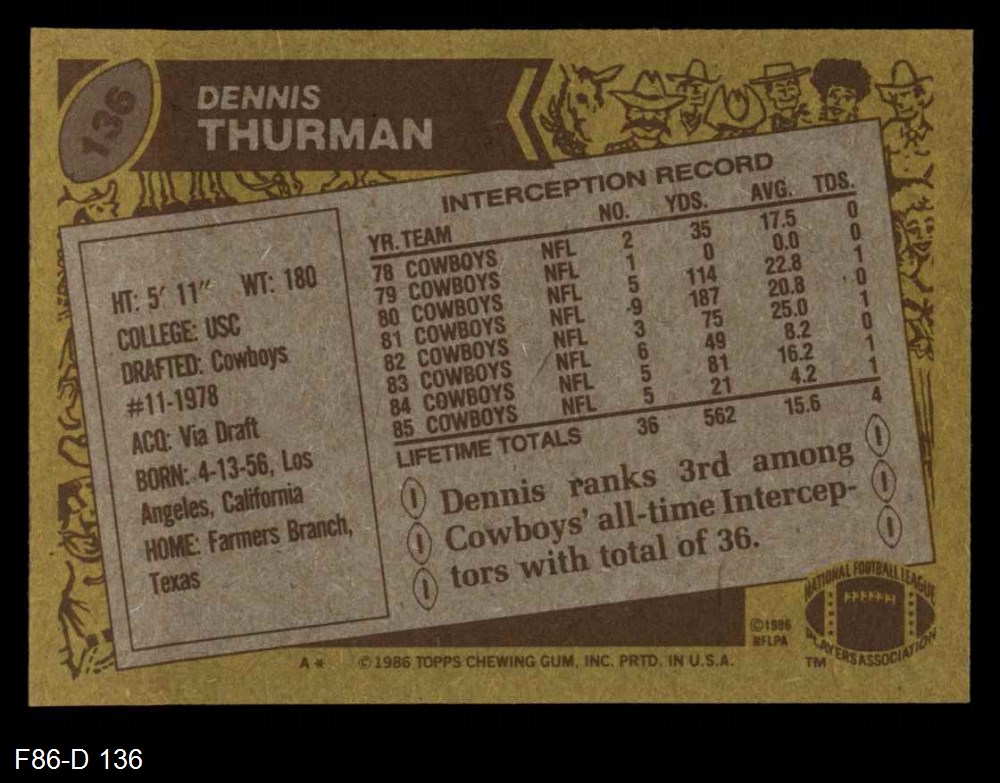 136
DENNIS
THURMAN
INTERCEPTION RECORD
YR. TEAM NO. YDS. AVG. TDS.
78 COWBOYS NFL 2 35 17.5 0
79 COWBOYS NFL 1 0 0.0 0
80 COWBOYS NFL 5 114 22.8 1
81 COWBOYS NFL 9 187 20.8 0
82 COWBOYS NFL 3 75 25.0 1
83 COWBOYS NFL 6 49 8.2 0
84 COWBOYS NFL 5 81 16.2 1
85 COWBOYS NFL 5 21 4.2 1
LIFETIME TOTALS 36 562 15.6 4
HT: 5' 11" WT: 180
COLLEGE: USC
DRAFTED: Cowboys
#11-1978
ACQ: Via Draft
BORN: 4-13-56, Los
Angeles, California
HOME: Farmers Branch,
Texas
Dennis ranks 3rd among
Cowboys' all-time Intercep-
tors with total of 36.
©1986
NFLPA
NATIONAL FOOTBALL LEAGUE
PLAYERS ASSOCIATION
TM
A* ©1986 TOPPS CHEWING GUM, INC. PRTD. IN U.S.A.
F86-D 136